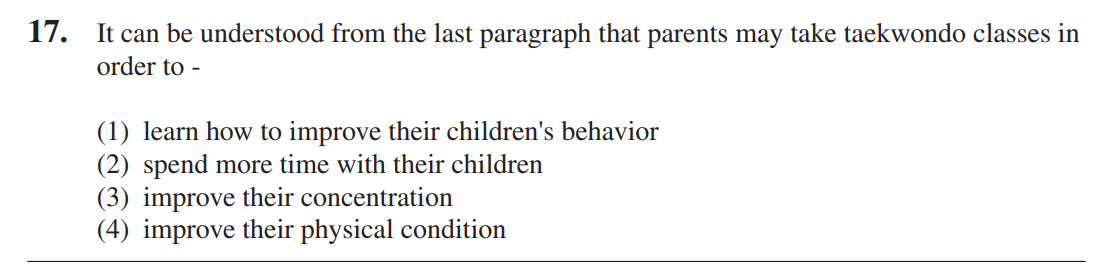 17. It can be understood from the last paragraph that parents may take taekwondo classes in
order to -
(1) learn how to improve their children's behavior
(2) spend more time with their children
(3) improve their concentration
(4) improve their physical condition